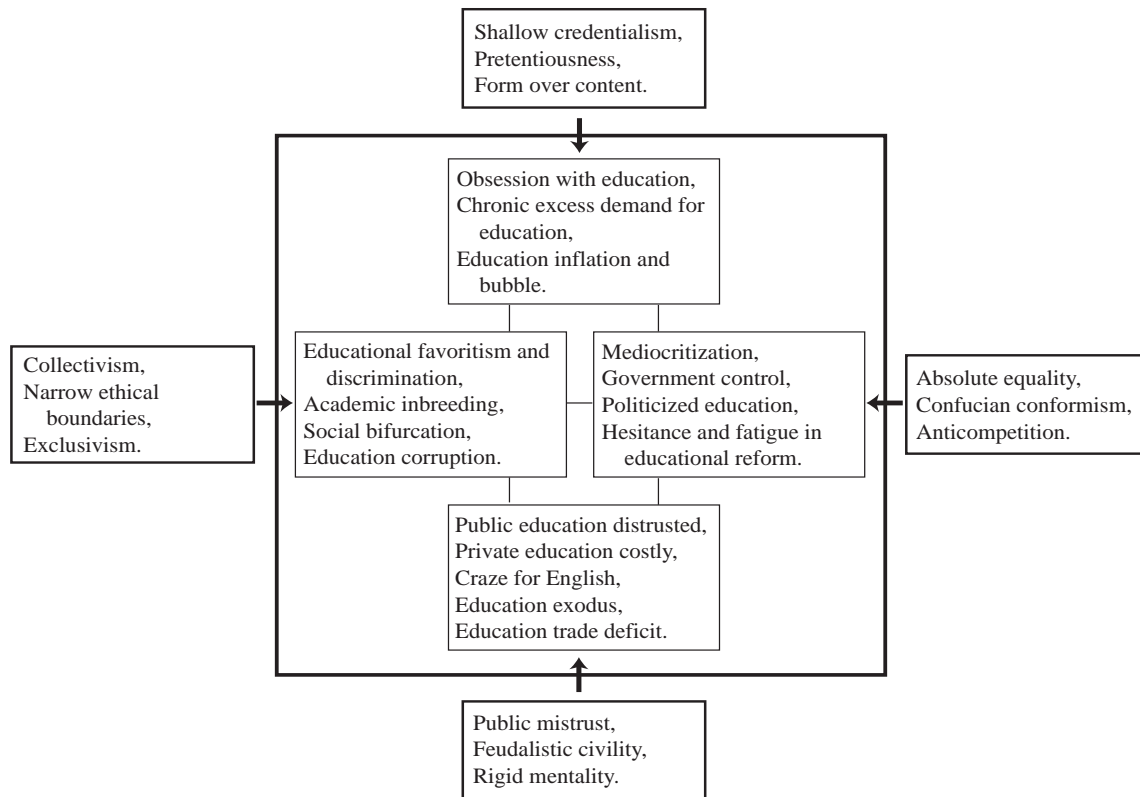 Shallow credentialism,
Pretentiousness,
Form over content.
Obsession with education,
Chronic excess demand for
education,
Education inflation and
bubble.
Collectivism,
Narrow ethical
boundaries,
Exclusivism.
Educational favoritism and
discrimination,
Academic inbreeding,
Social bifurcation,
Education corruption.
Mediocritization,
Government control,
Politicized education,
Hesitance and fatigue in
educational reform.
Absolute equality,
Confucian conformism,
Anticompetition.
Public education distrusted,
Private education costly,
Craze for English,
Education exodus,
Education trade deficit.
Public mistrust,
Feudalistic civility,
Rigid mentality.